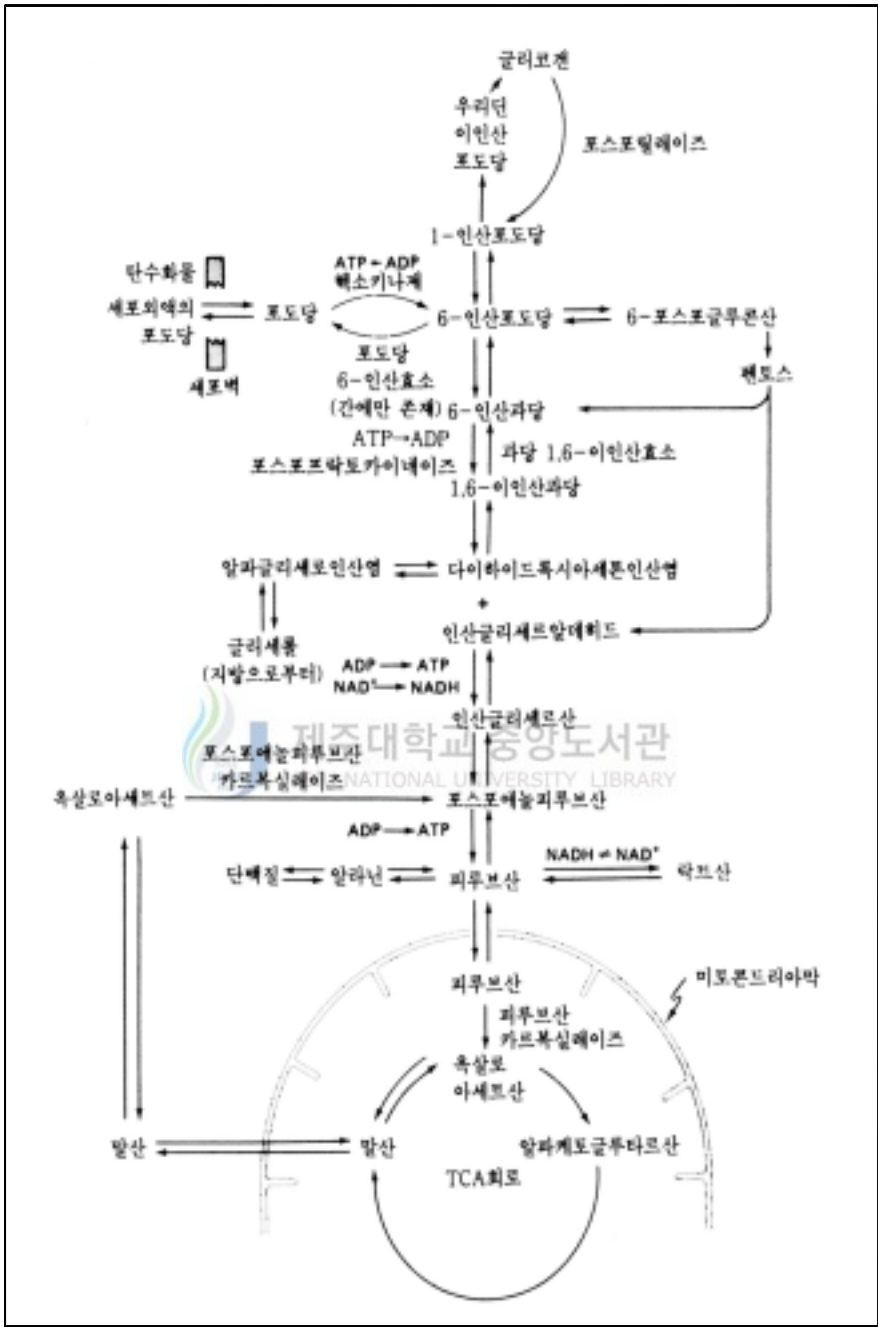 글리코겐
우리딘
이인산
포도당
포스포릴레이즈
1-인산포도당
탄수화물
세포외액의
포도당
세포벽
포도당
ATP → ADP
헥소키나제
6-인산포도당
6-포스포글루콘산
포도당
6-인산효소
(간에만 존재)
펜토스
6-인산과당
ATP→ADP
포스포프락토카이네이즈
과당 1,6-이인산효소
1,6-이인산과당
알파글리세로인산염
다이하이드록시아세톤인산염
+
인산글리세르알데히드
글리세롤
(지방으로부터)
ADP → ATP
NAD⁺ → NADH
인산글리세르산
제주대학교 중앙도서관
NATIONAL UNIVERSITY LIBRARY
포스포에놀피루브산
카르복실레이즈
옥살로아세트산
포스포에놀피루브산
ADP → ATP
단백질
알라닌
피루브산
NADH ⇌ NAD⁺
락트산
피루브산
미토콘드리아막
피루브산
카르복실레이즈
옥살로
아세트산
말산
말산
알파케토글루타르산
TCA회로